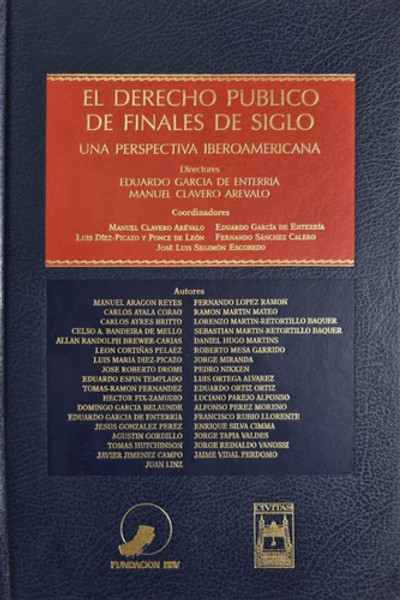 EL DERECHO PUBLICO
DE FINALES DE SIGLO
UNA PERSPECTIVA IBEROAMERICANA
Directores
EDUARDO GARCIA DE ENTERRIA
MANUEL CLAVERO AREVALO
Coordinadores
MANUEL CLAVERO ARÉVALO EDUARDO GARCÍA DE ENTERRÍA
LUIS DÍEZ-PICAZO Y PONCE DE LEÓN FERNANDO SÁNCHEZ CALERO
JOSÉ LUIS SEGIMÓN ESCOBEDO
Autores
MANUEL ARAGON REYES
CARLOS AYALA CORAO
CARLOS AYRES BRITTO
CELSO A. BANDEIRA DE MELLO
ALLAN RANDOLPH BREWER-CARIAS
LEON CORTIÑAS PELAEZ
LUIS MARIA DIEZ-PICAZO
JOSE ROBERTO DROMI
EDUARDO ESPIN TEMPLADO
TOMAS-RAMON FERNANDEZ
HECTOR FIX-ZAMUDIO
DOMINGO GARCIA BELAUNDE
EDUARDO GARCIA DE ENTERRIA
JESUS GONZALEZ PEREZ
AGUSTIN GORDILLO
TOMAS HUTCHINSON
JAVIER JIMENEZ CAMPO
JUAN LINZ
FERNANDO LOPEZ RAMON
RAMON MARTIN MATEO
LORENZO MARTIN-RETORTILLO BAQUER
SEBASTIAN MARTIN-RETORTILLO BAQUER
DANIEL HUGO MARTINS
ROBERTO MESA GARRIDO
JORGE MIRANDA
PEDRO NIKKEN
LUIS ORTEGA ALVAREZ
EDUARDO ORTIZ ORTIZ
LUCIANO PAREJO ALFONSO
ALFONSO PEREZ MORENO
FRANCISCO RUBIO LLORENTE
ENRIQUE SILVA CIMMA
JORGE TAPIA VALDES
JORGE REINALDO VANOSSI
JAIME VIDAL PERDOMO
FUNDACION BBV
CIVITAS